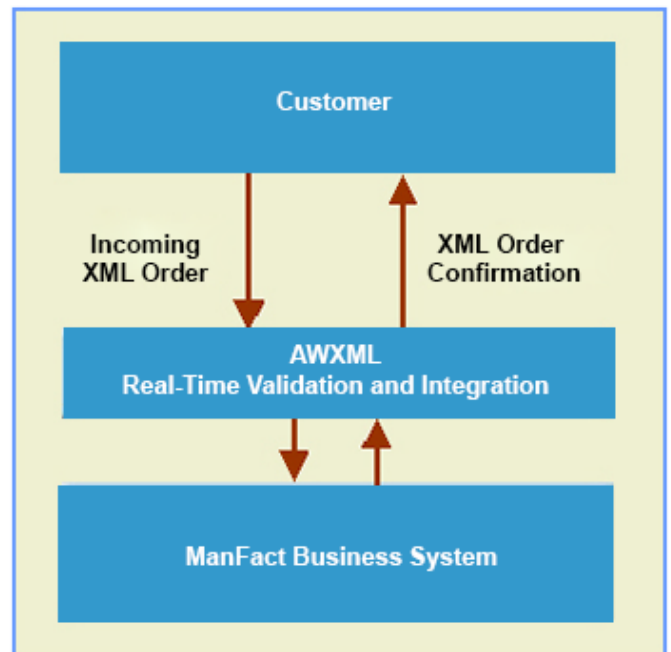 Customer
Incoming
XML Order
XML Order
Confirmation
AWXML
Real-Time Validation and Integration
ManFact Business System